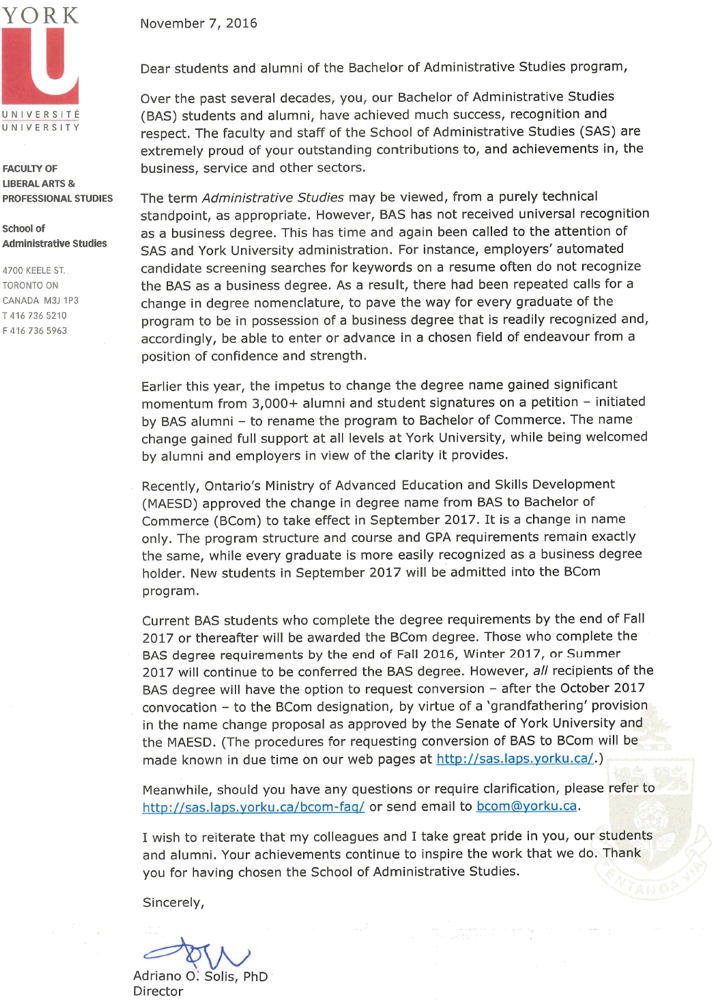 YORK
U
UNIVERSITÉ
UNIVERSITY
FACULTY OF
LIBERAL ARTS &
PROFESSIONAL STUDIES
School of
Administrative Studies
4700 KEELE ST.
TORONTO ON
CANADA M3J 1P3
T 416 736 5210
F 416 736 5963
November 7, 2016
Dear students and alumni of the Bachelor of Administrative Studies program,
Over the past several decades, you, our Bachelor of Administrative Studies
(BAS) students and alumni, have achieved much success, recognition and
respect. The faculty and staff of the School of Administrative Studies (SAS) are
extremely proud of your outstanding contributions to, and achievements in, the
business, service and other sectors.
The term Administrative Studies may be viewed, from a purely technical
standpoint, as appropriate. However, BAS has not received universal recognition
as a business degree. This has time and again been called to the attention of
SAS and York University administration. For instance, employers' automated
candidate screening searches for keywords on a resume often do not recognize
the BAS as a business degree. As a result, there had been repeated calls for a
change in degree nomenclature, to pave the way for every graduate of the
program to be in possession of a business degree that is readily recognized and,
accordingly, be able to enter or advance in a chosen field of endeavour from a
position of confidence and strength.
Earlier this year, the impetus to change the degree name gained significant
momentum from 3,000+ alumni and student signatures on a petition – initiated
by BAS alumni – to rename the program to Bachelor of Commerce. The name
change gained full support at all levels at York University, while being welcomed
by alumni and employers in view of the clarity it provides.
Recently, Ontario's Ministry of Advanced Education and Skills Development
(MAESD) approved the change in degree name from BAS to Bachelor of
Commerce (BCom) to take effect in September 2017. It is a change in name
only. The program structure and course and GPA requirements remain exactly
the same, while every graduate is more easily recognized as a business degree
holder. New students in September 2017 will be admitted into the BCom
program.
Current BAS students who complete the degree requirements by the end of Fall
2017 or thereafter will be awarded the BCom degree. Those who complete the
BAS degree requirements by the end of Fall 2016, Winter 2017, or Summer
2017 will continue to be conferred the BAS degree. However, all recipients of the
BAS degree will have the option to request conversion – after the October 2017
convocation – to the BCom designation, by virtue of a 'grandfathering' provision
in the name change proposal as approved by the Senate of York University and
the MAESD. (The procedures for requesting conversion of BAS to BCom will be
made known in due time on our web pages at http://sas.laps.yorku.ca/.)
Meanwhile, should you have any questions or require clarification, please refer to
http://sas.laps.yorku.ca/bcom-faq/ or send email to bcom@yorku.ca.
I wish to reiterate that my colleagues and I take great pride in you, our students
and alumni. Your achievements continue to inspire the work that we do. Thank
you for having chosen the School of Administrative Studies.
TENTANDA VIA
Sincerely,
Adriano O. Solis, PhD
Director